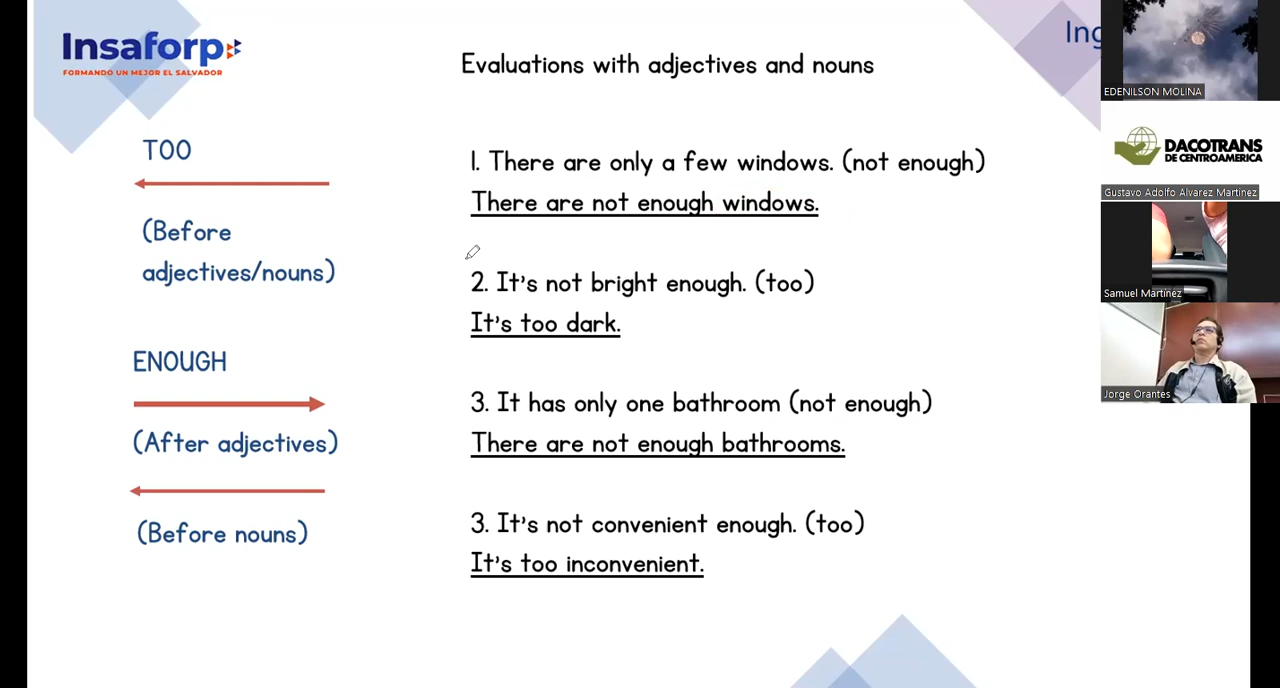 Insaforp
FORMANDO UN MEJOR EL SALVADOR
Evaluations with adjectives and nouns
Ing
TOO
(Before
adjectives/nouns)
ENOUGH
(After adjectives)
(Before nouns)
1. There are only a few windows. (not enough)
There are not enough windows.
2. It's not bright enough. (too)
It's too dark.
3. It has only one bathroom (not enough)
There are not enough bathrooms.
3. It's not convenient enough. (too)
It's too inconvenient.
EDENILSON MOLINA
DACOTRANS
DE CENTROAMERICA
Gustavo Adolfo Alvarez Martinez
Samuel Martinez
Jorge Orantes